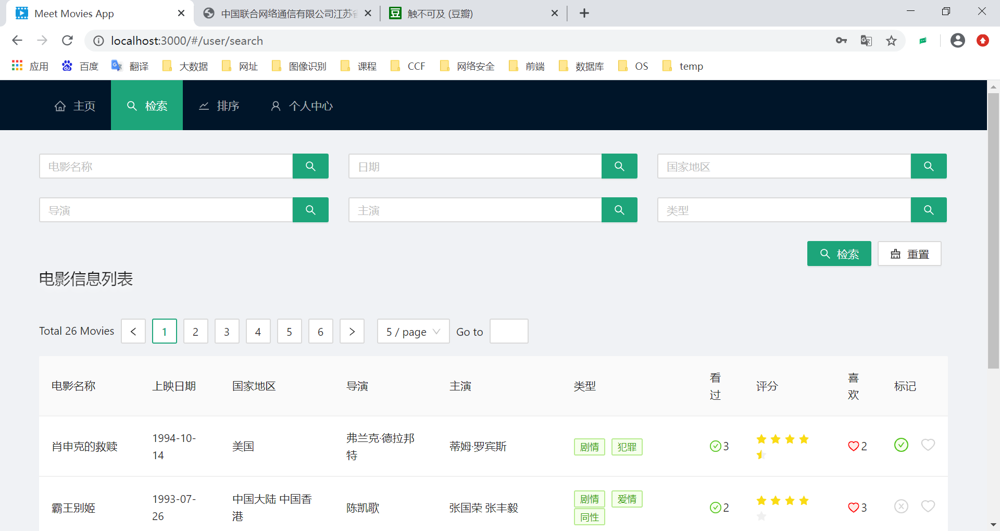 Meet Movies App
中国联合网络通信有限公司江苏省
触不可及 (豆瓣)
localhost:3000/#/user/search
应用 百度 翻译 大数据 网址 图像识别 课程 CCF 网络安全 前端 数据库 OS temp
主页 检索 排序 个人中心
电影名称 日期 国家地区
导演 主演 类型
检索 重置
电影信息列表
Total 26 Movies < 1 2 3 4 5 6 > 5 / page Go to
电影名称 上映日期 国家地区 导演 主演 类型 看过 评分 喜欢 标记
肖申克的救赎 1994-10-14 美国 弗兰克·德拉邦特 蒂姆·罗宾斯 剧情 犯罪 3 2
霸王别姬 1993-07-26 中国大陆 中国香港 陈凯歌 张国荣 张丰毅 剧情 爱情 同性 2 3